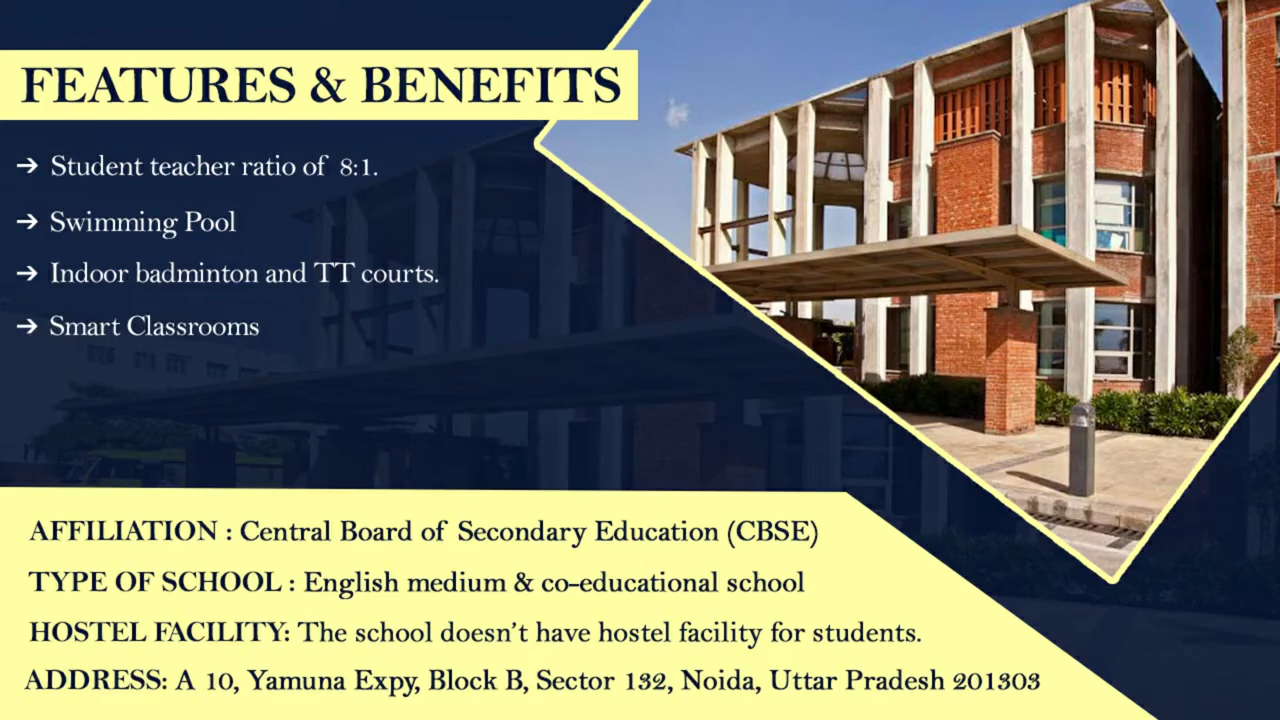 FEATURES & BENEFITS
→ Student teacher ratio of 8:1.
→ Swimming Pool
→ Indoor badminton and TT courts.
→ Smart Classrooms
AFFILIATION : Central Board of Secondary Education (CBSE)
TYPE OF SCHOOL : English medium & co-educational school
HOSTEL FACILITY: The school doesn't have hostel facility for students.
ADDRESS: A 10, Yamuna Expy, Block B, Sector 132, Noida, Uttar Pradesh 201303